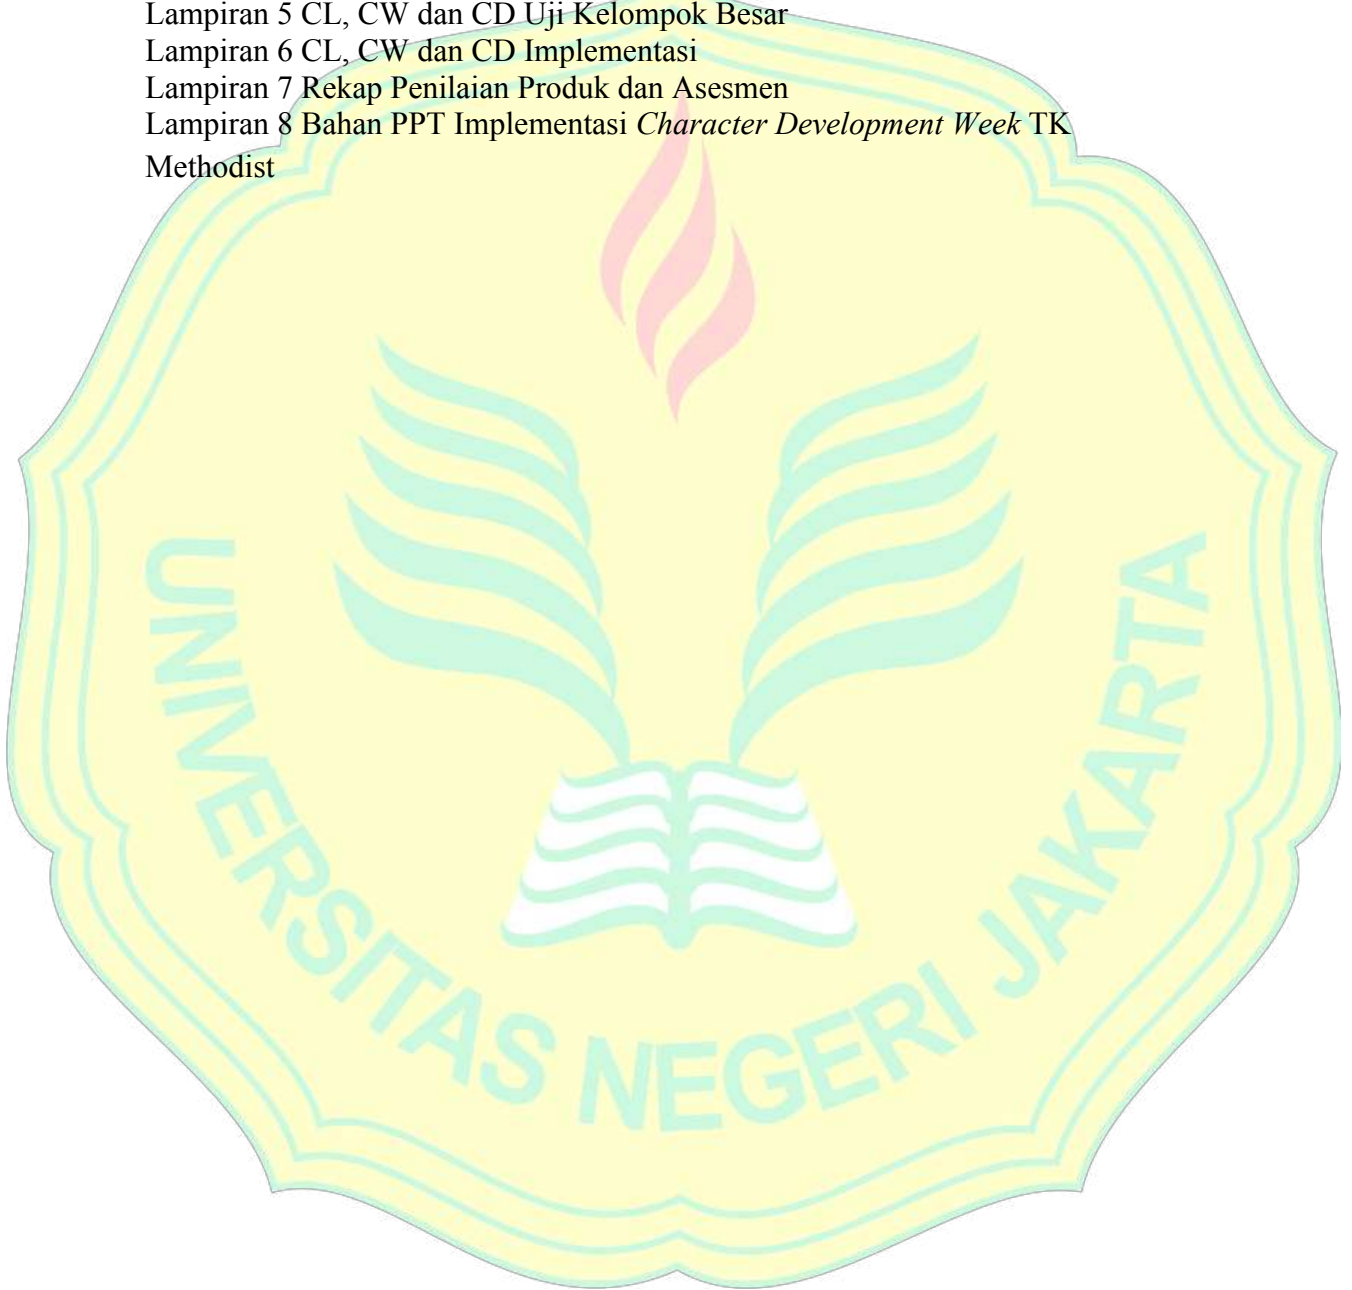 Lampiran 5 CL, CW dan CD Uji Kelompok Besar
Lampiran 6 CL, CW dan CD Implementasi
Lampiran 7 Rekap Penilaian Produk dan Asesmen
Lampiran 8 Bahan PPT Implementasi Character Development Week TK
Methodist
UNIVERSITAS NEGERI JAKARTA